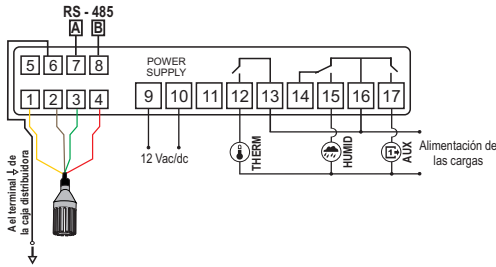 RS - 485
A B
5 6 7 8
POWER
SUPPLY
1 2 3 4
9 10 11 12 13 14 15 16 17
12 Vac/dc
THERM
HUMID
1
AUX
Alimentación de
las cargas
A el terminal ⏚ de
la caja distribuidora